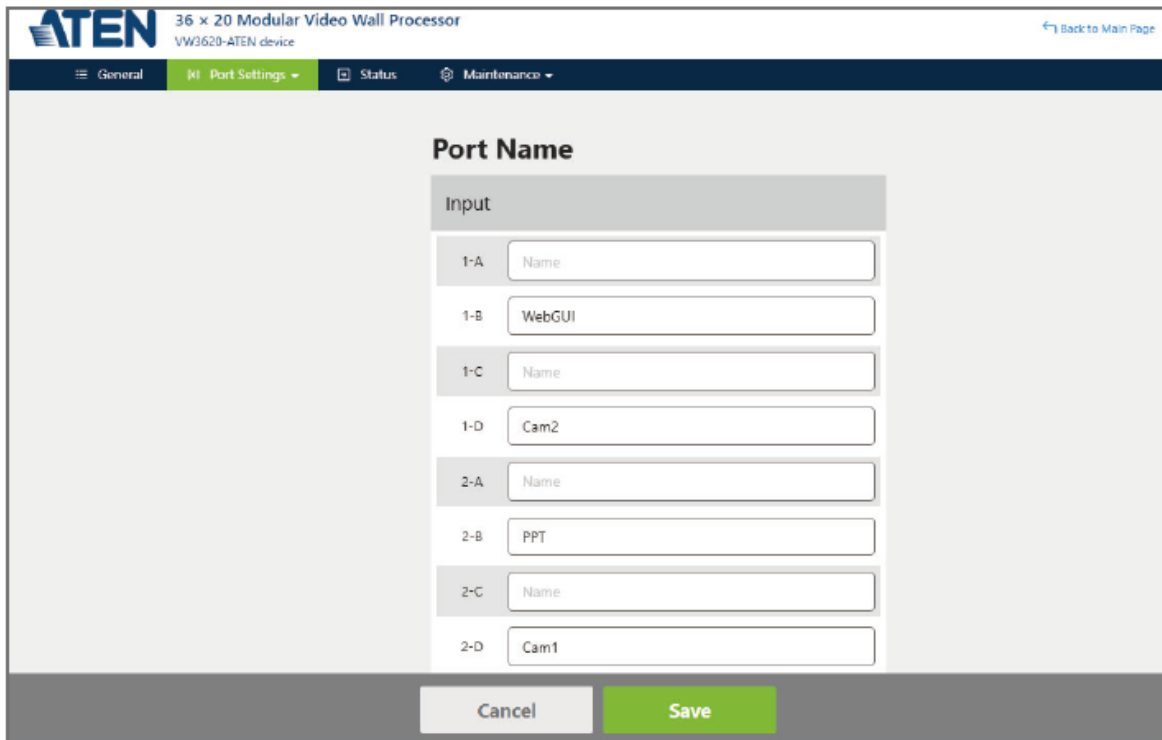 ATEN
36 × 20 Modular Video Wall Processor
VW3620-ATEN device
Back to Main Page
General Port Settings Status Maintenance
Port Name
Input
1-A Name
1-B WebGUI
1-C Name
1-D Cam2
2-A Name
2-B PPT
2-C Name
2-D Cam1
Cancel Save